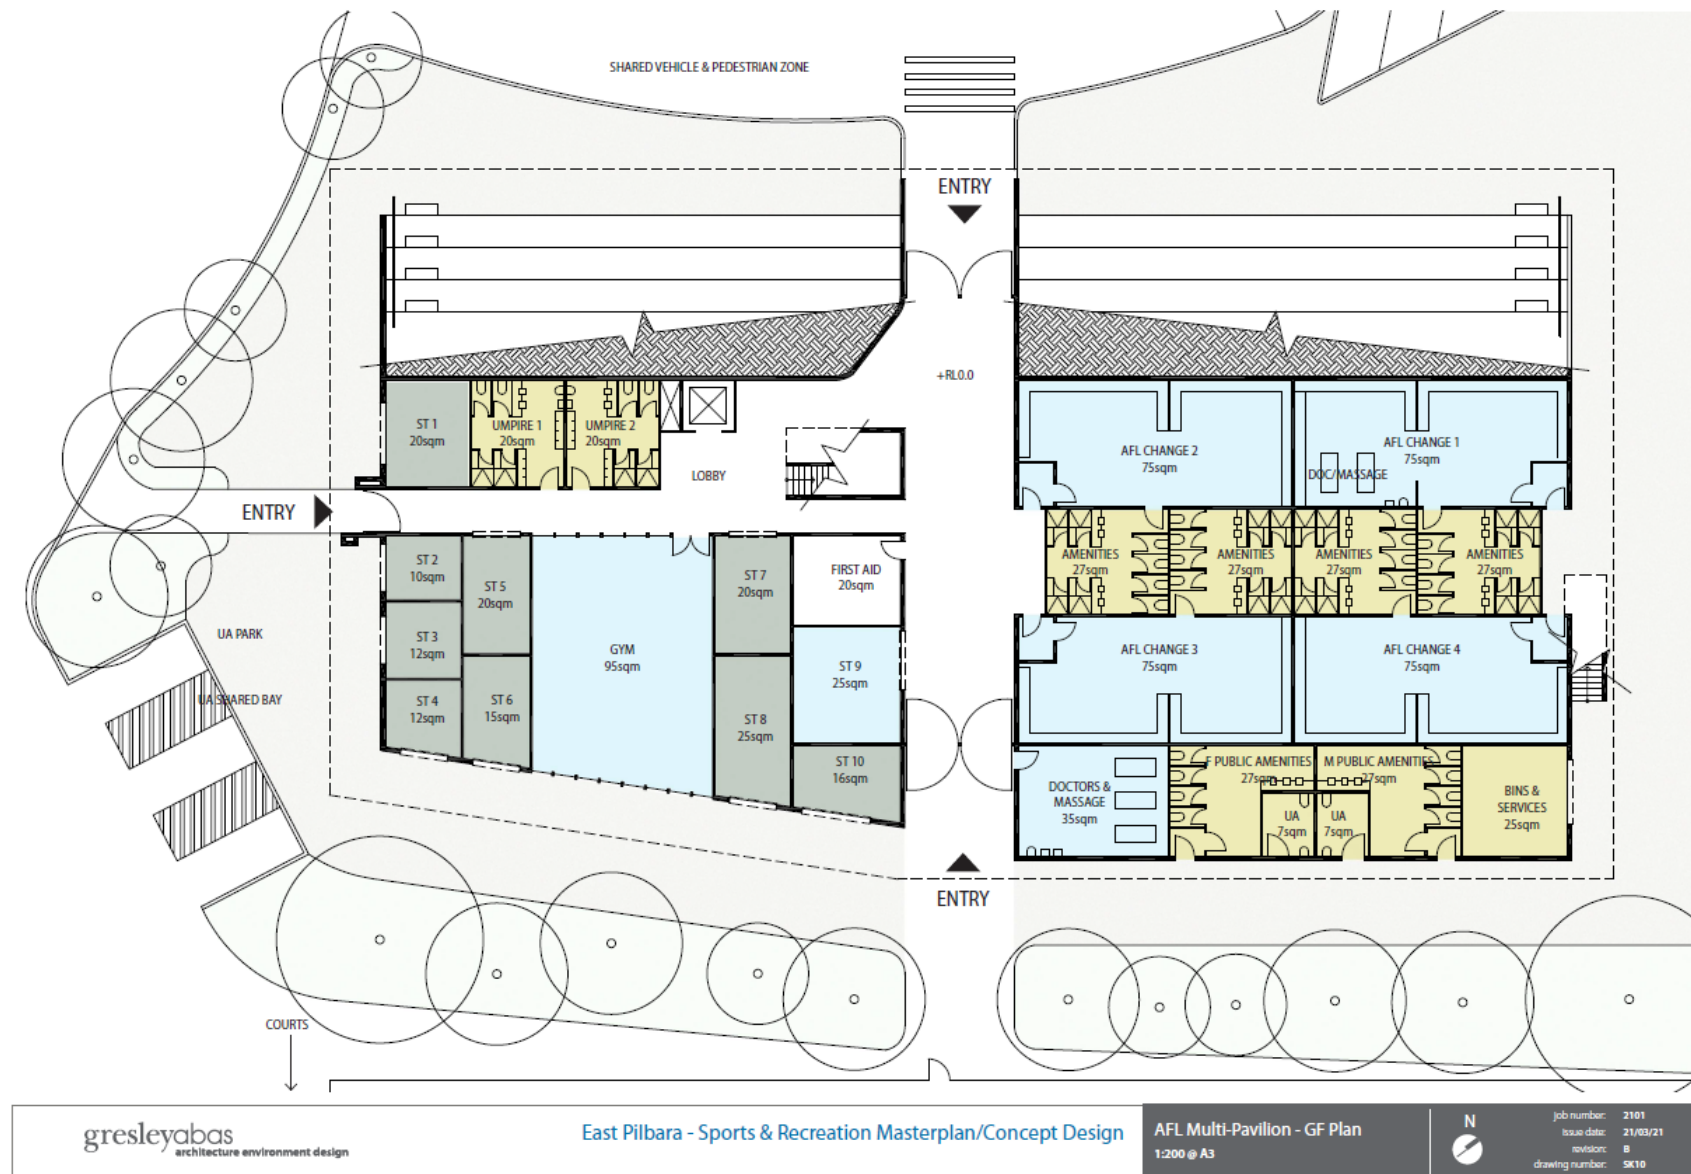 SHARED VEHICLE & PEDESTRIAN ZONE
ENTRY
+RL0.0
ST 1
20sqm
UMPIRE 1
20sqm
UMPIRE 2
20sqm
LOBBY
AFL CHANGE 2
75sqm
AFL CHANGE 1
75sqm
DOC/MASSAGE
ENTRY
AMENITIES
27sqm
AMENITIES
27sqm
AMENITIES
27sqm
AMENITIES
27sqm
ST 2
10sqm
ST 5
20sqm
ST 7
20sqm
FIRST AID
20sqm
UA PARK
ST 3
12sqm
GYM
95sqm
ST 9
25sqm
AFL CHANGE 3
75sqm
AFL CHANGE 4
75sqm
UA SHARED BAY
ST 4
12sqm
ST 6
15sqm
ST 8
25sqm
ST 10
16sqm
DOCTORS &
MASSAGE
35sqm
F PUBLIC AMENITIES
27sqm
M PUBLIC AMENITIES
27sqm
UA
7sqm
UA
7sqm
BINS &
SERVICES
25sqm
ENTRY
COURTS
gresleyabas
architecture environment design
East Pilbara - Sports & Recreation Masterplan/Concept Design
AFL Multi-Pavilion - GF Plan
1:200 @ A3
N
job number: 2101
issue date: 21/03/21
revision: B
drawing number: SK10